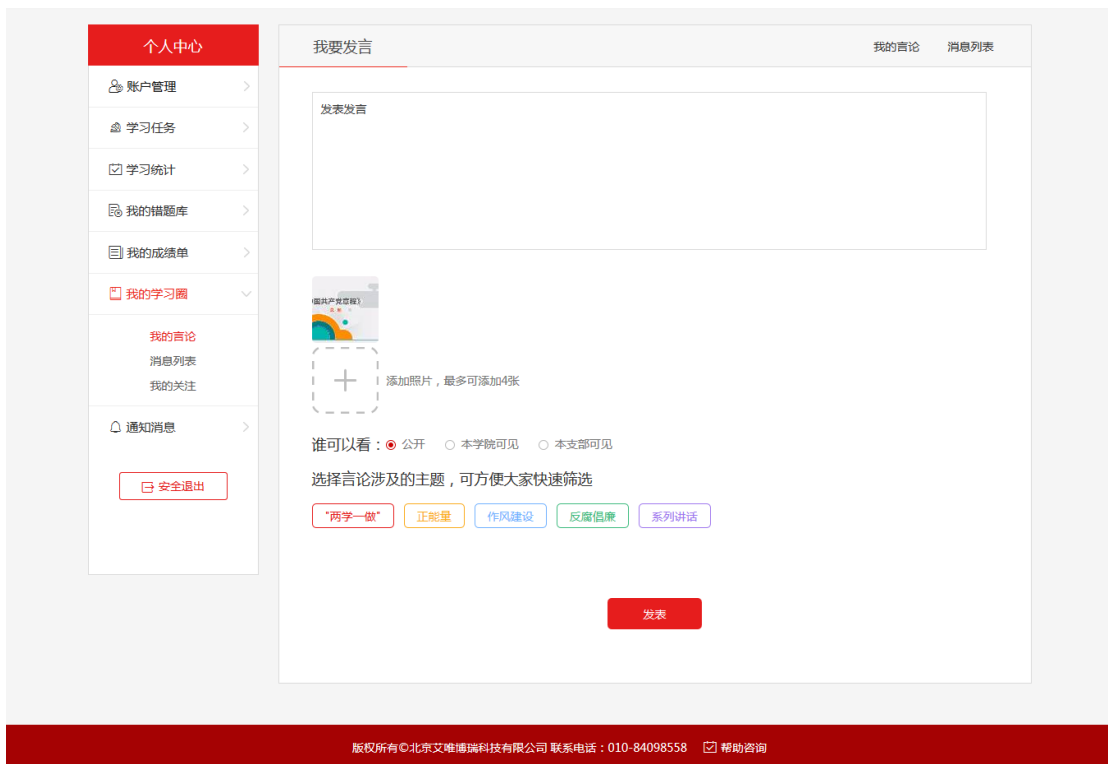 个人中心
账户管理
学习任务
学习统计
我的错题库
我的成绩单
我的学习圈
我的言论
消息列表
我的关注
通知消息
安全退出
我要发言 我的言论 消息列表
发表发言
中国共产党章程》
添加照片，最多可添加4张
谁可以看：公开 本学院可见 本支部可见
选择言论涉及的主题，可方便大家快速筛选
"两学一做" 正能量 作风建设 反腐倡廉 系列讲话
发表
版权所有©北京艾唯博瑞科技有限公司 联系电话：010-84098558 帮助咨询